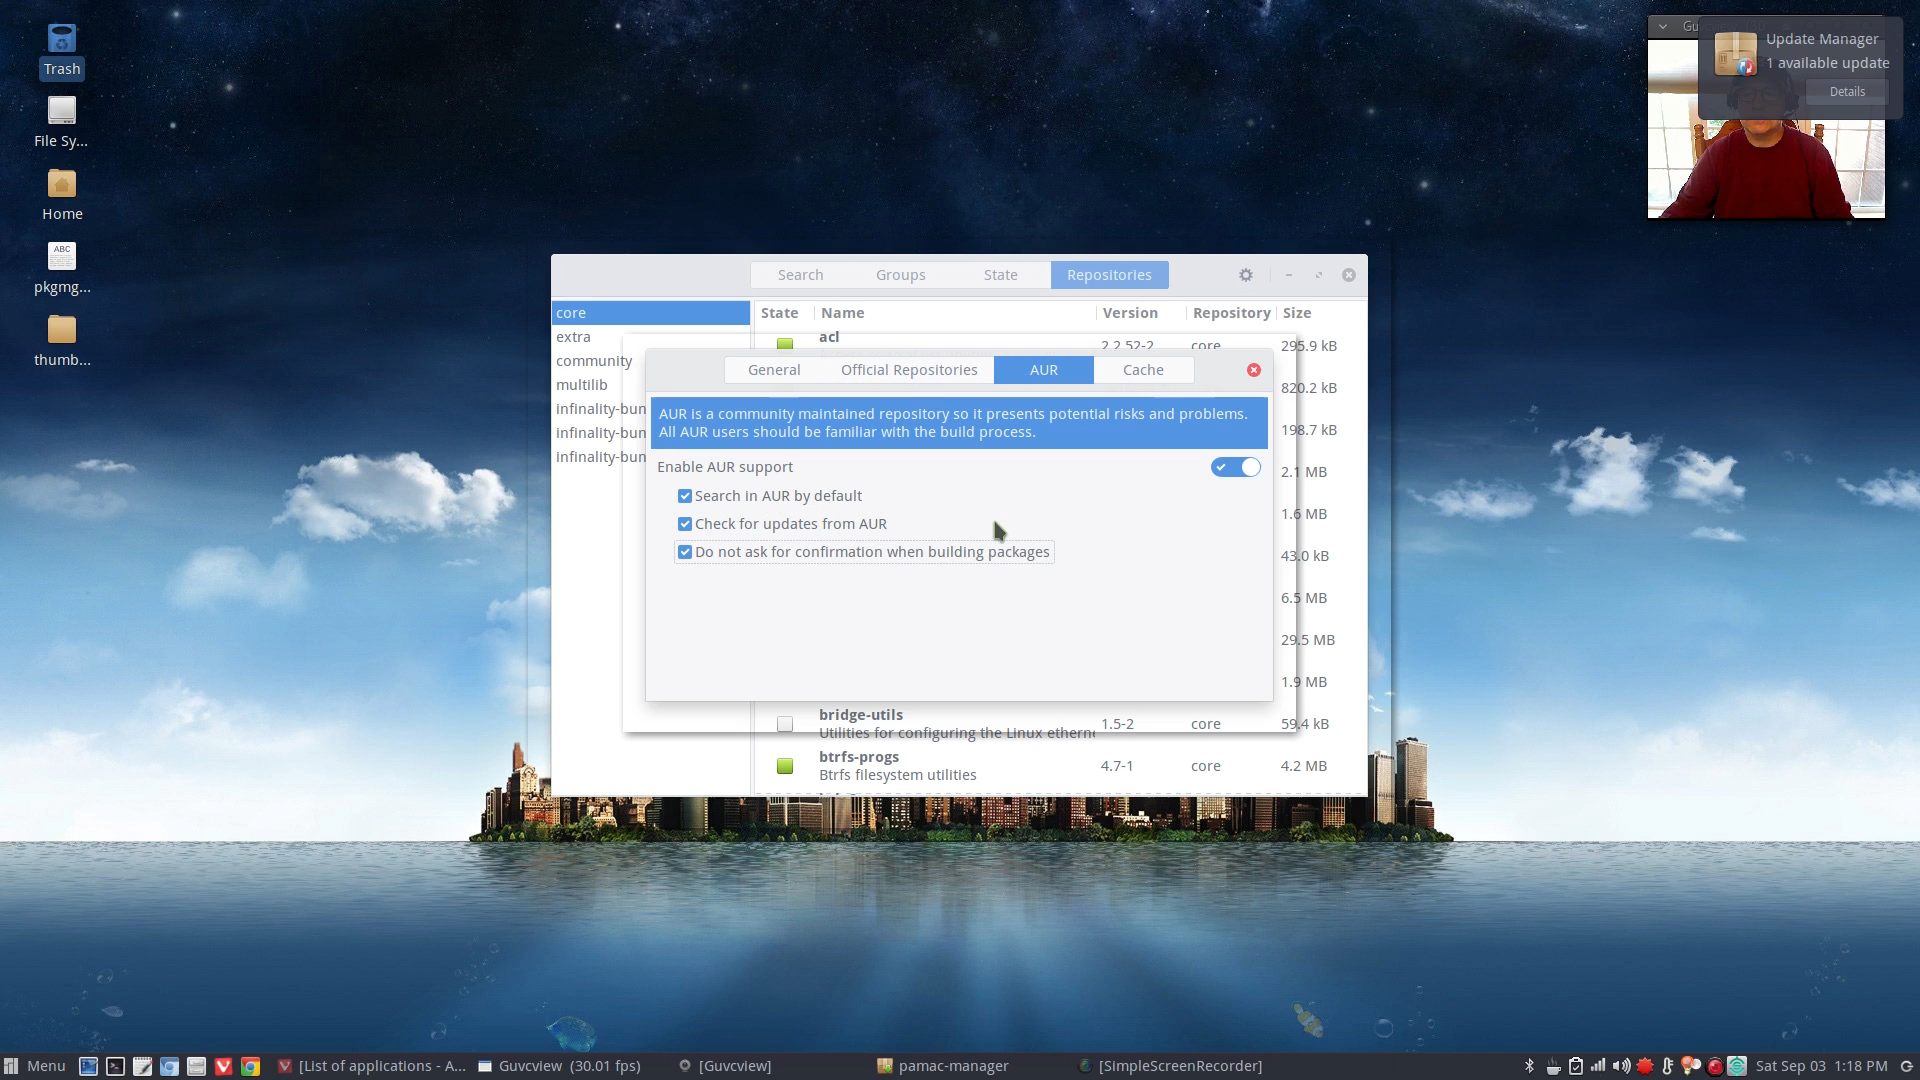 Trash
File Sy...
Home
ABC
pkgmg...
thumb...
Update Manager
1 available update
Details
Search
Groups
State
Repositories
core
extra
community
multilib
infinality-bun
infinality-bun
infinality-bun
State
Name
Version
Repository
Size
acl
2.2.52-2
core
295.9 kB
820.2 kB
198.7 kB
2.1 MB
1.6 MB
43.0 kB
6.5 MB
29.5 MB
1.9 MB
General
Official Repositories
AUR
Cache
AUR is a community maintained repository so it presents potential risks and problems.
All AUR users should be familiar with the build process.
Enable AUR support
Search in AUR by default
Check for updates from AUR
Do not ask for confirmation when building packages
bridge-utils
Utilities for configuring the Linux etherne
1.5-2
core
59.4 kB
btrfs-progs
Btrfs filesystem utilities
4.7-1
core
4.2 MB
Menu
[List of applications - A...
Guvcview (30.01 fps)
[Guvcview]
pamac-manager
[SimpleScreenRecorder]
Sat Sep 03 1:18 PM